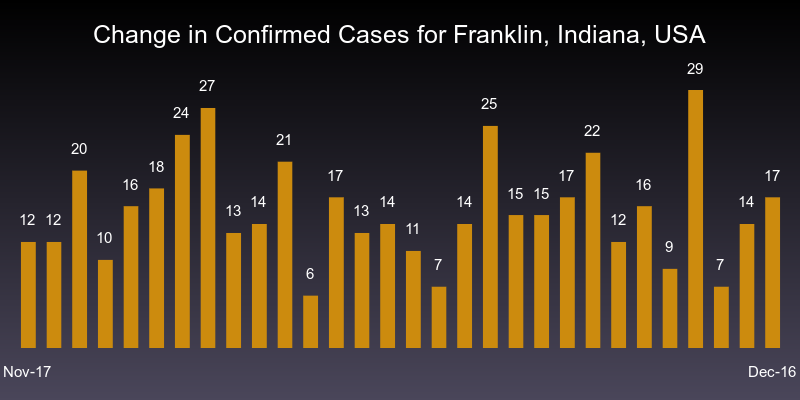 Change in Confirmed Cases for Franklin, Indiana, USA
12 12 20 10 16 18 24 27 13 14 21 6 17 13 14 11 7 14 25 15 15 17 22 12 16 9 29 7 14 17
Nov-17 Dec-16